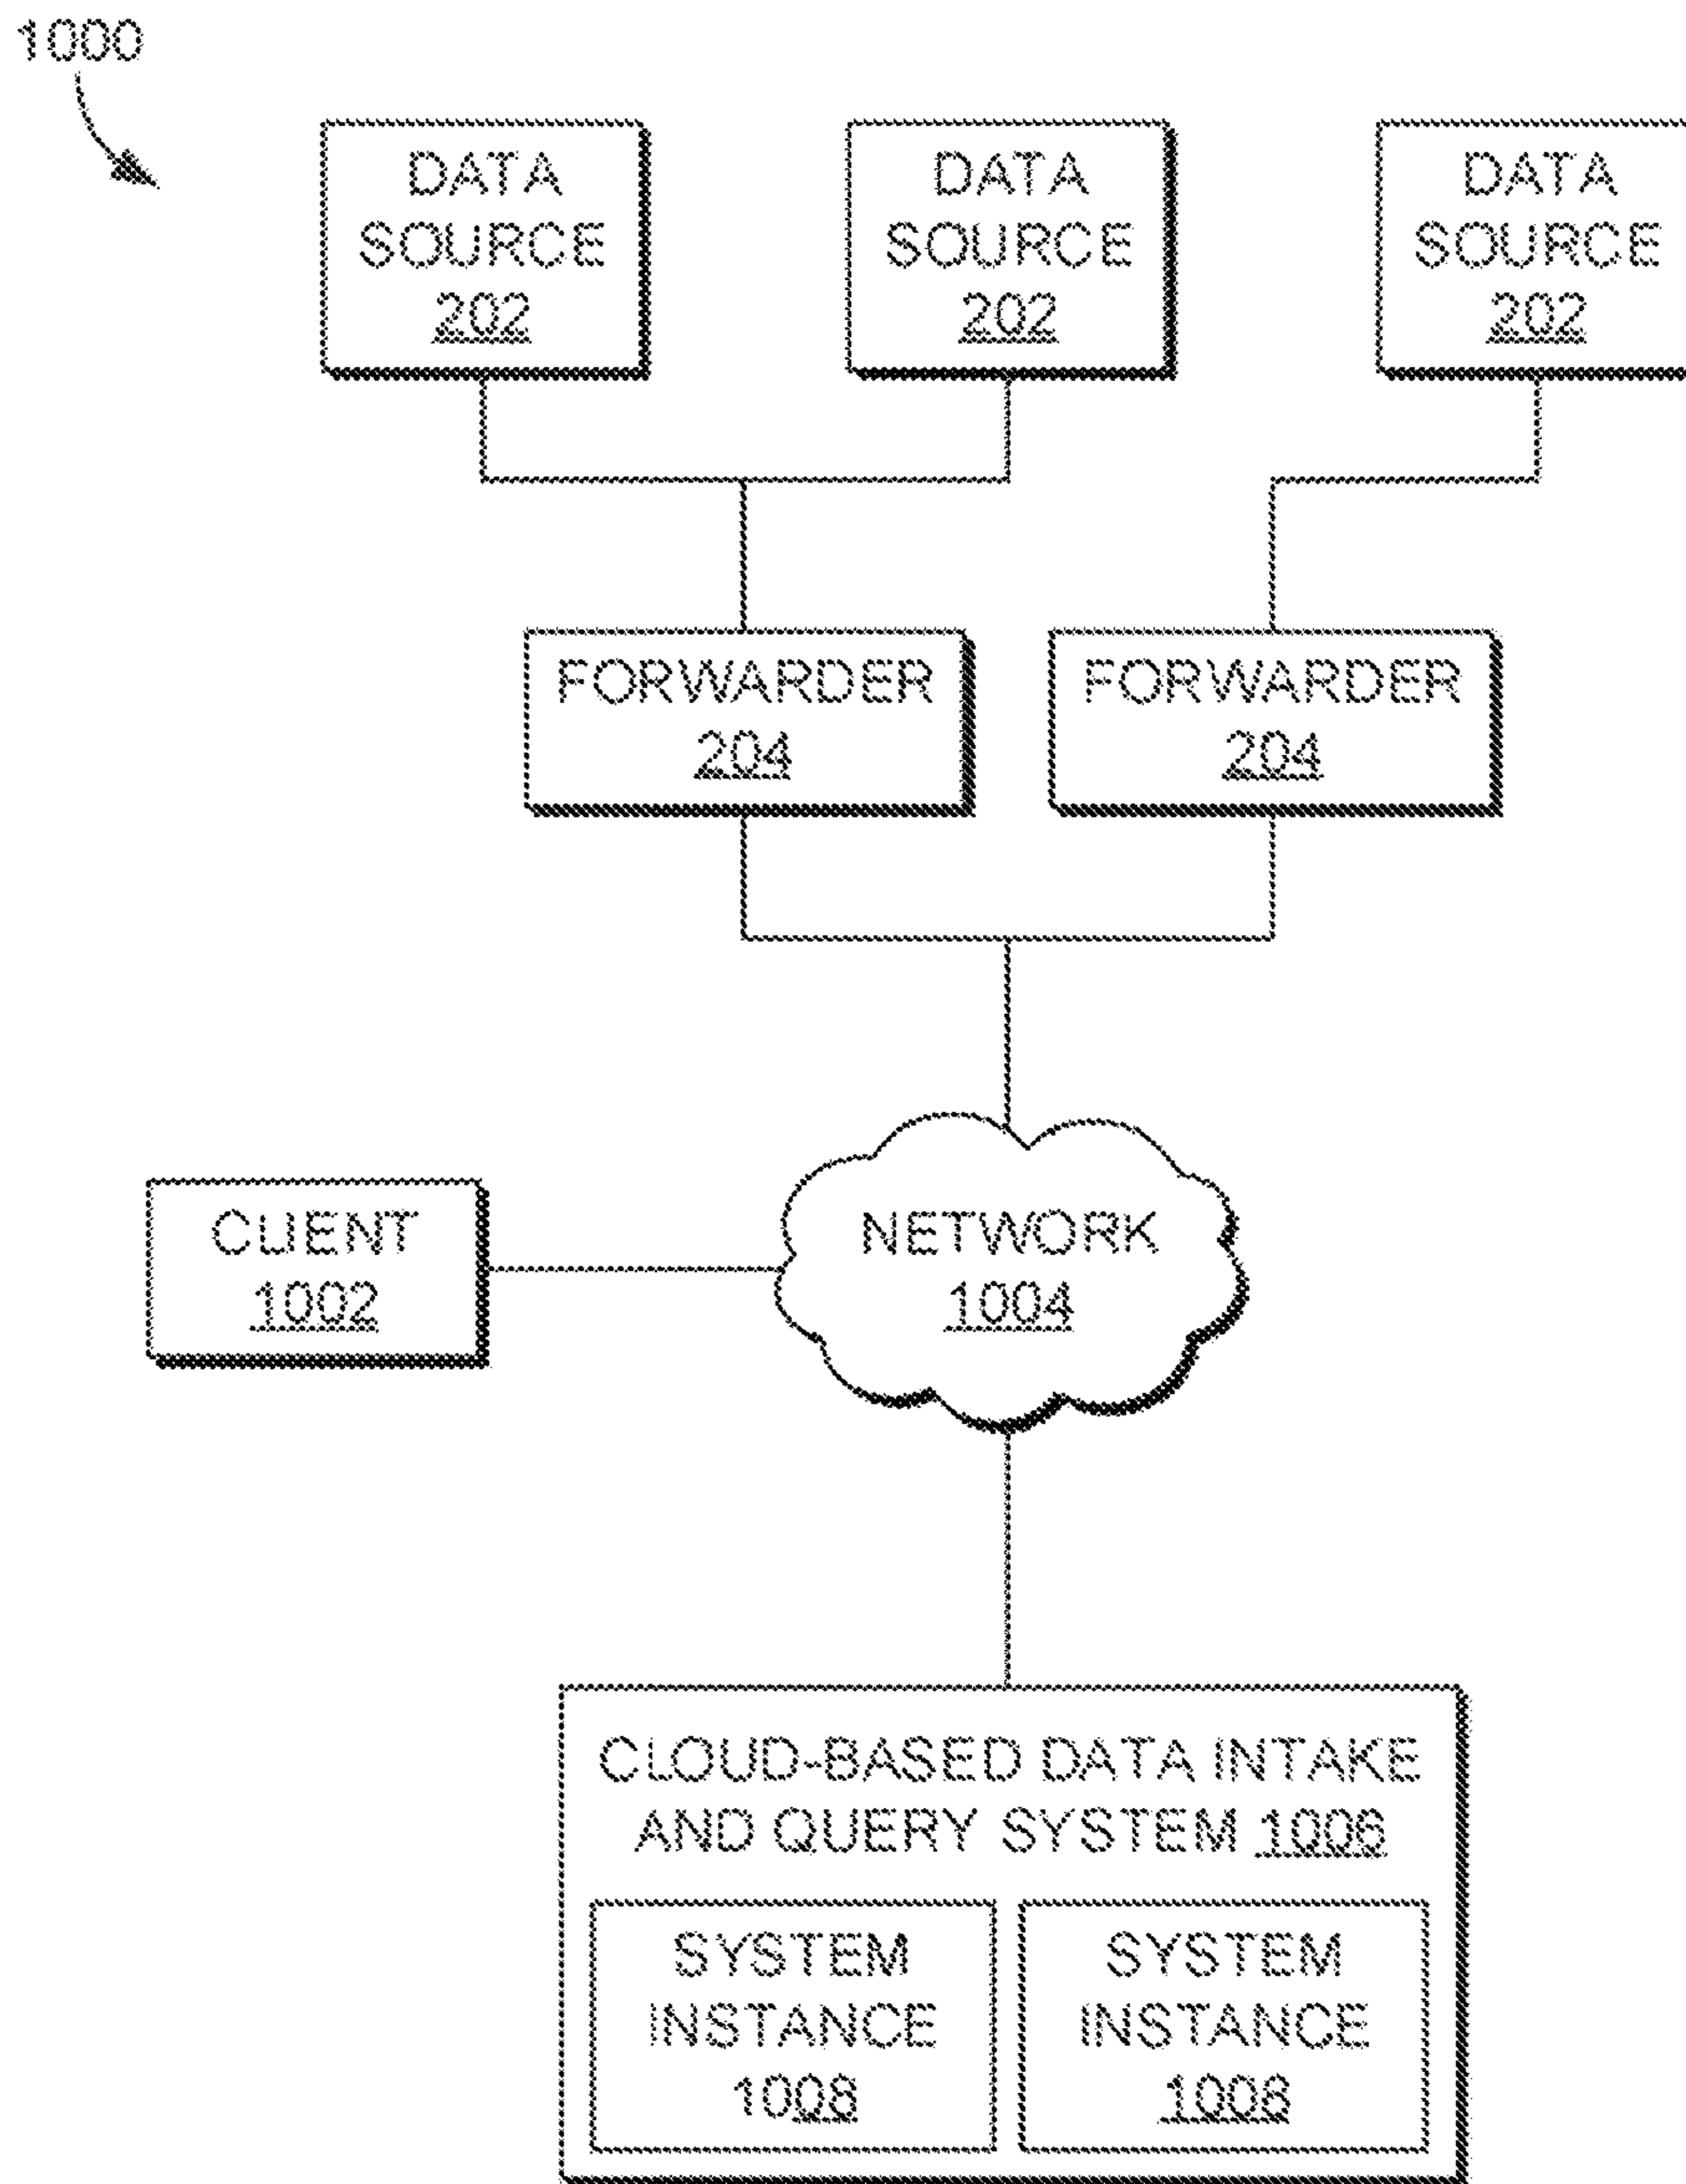 1000
DATA
SOURCE
202
DATA
SOURCE
202
DATA
SOURCE
202
FORWARDER
204
FORWARDER
204
CLIENT
1002
NETWORK
1004
CLOUD-BASED DATA INTAKE
AND QUERY SYSTEM 1006
SYSTEM
INSTANCE
1008
SYSTEM
INSTANCE
1008